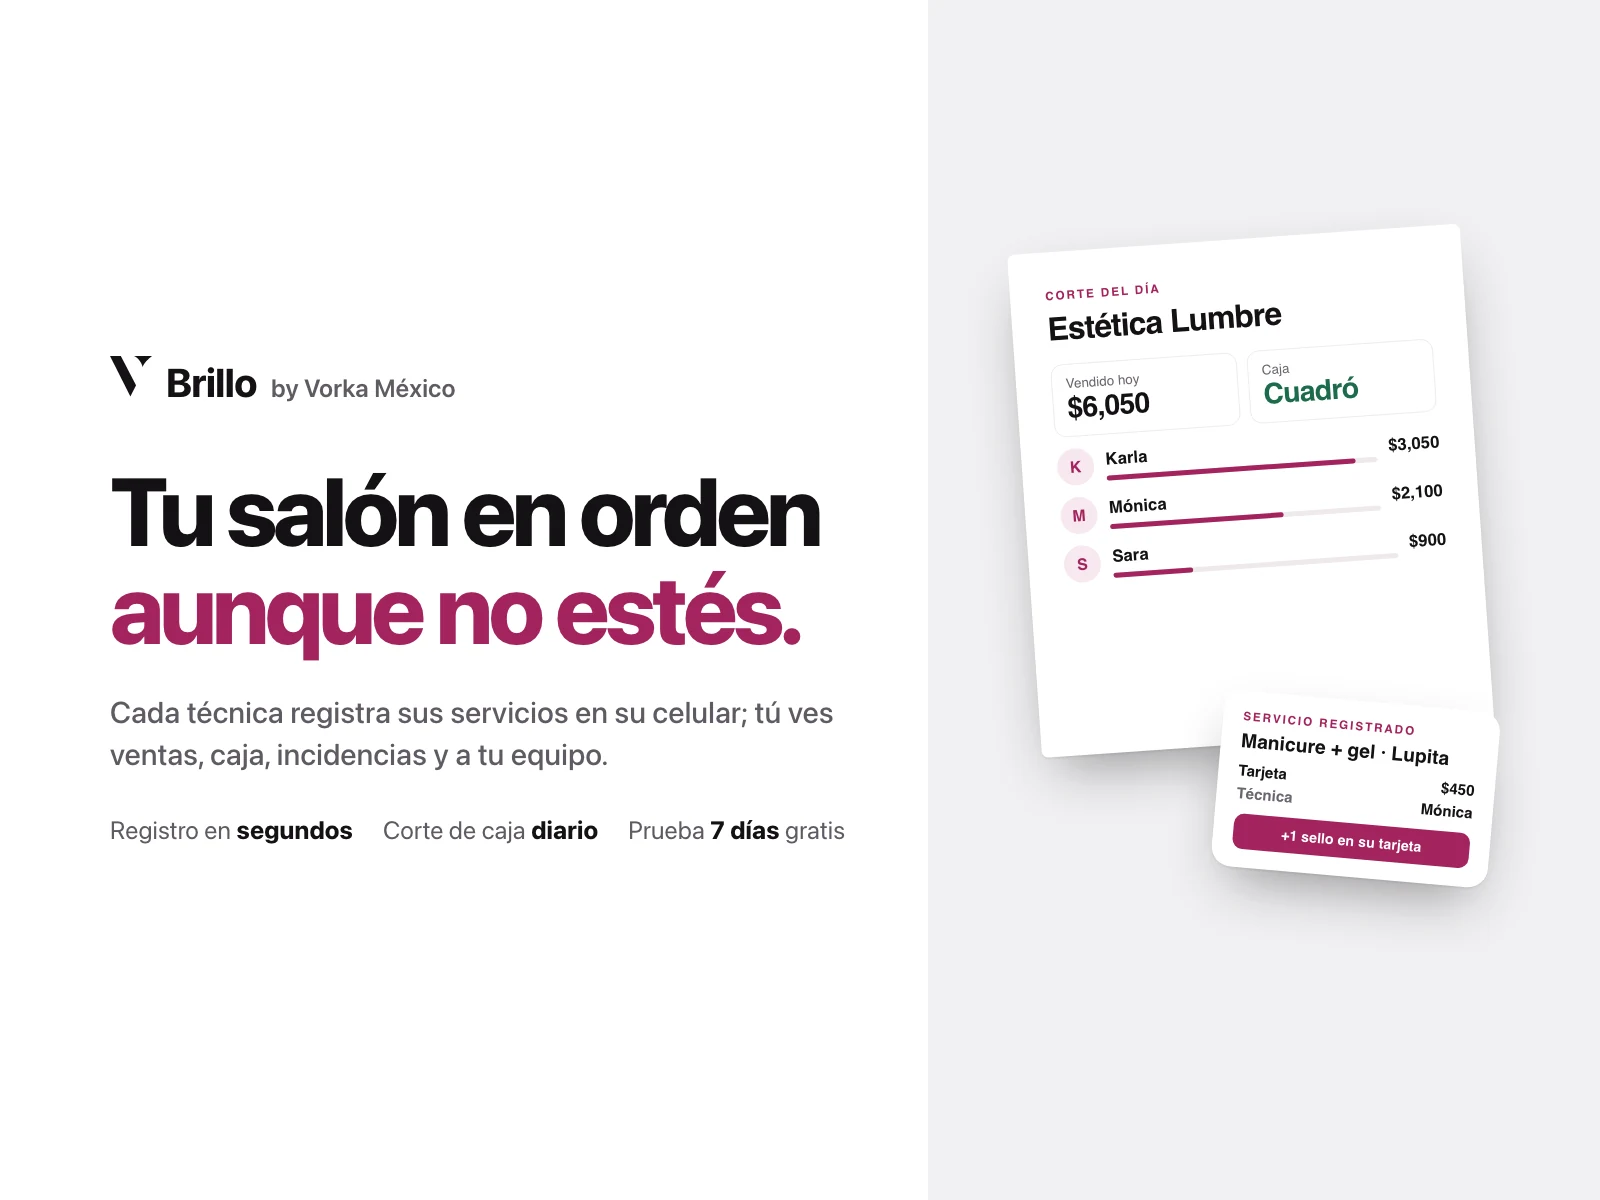 Brillo by Vorka México
Tu salón en orden
aunque no estés.
Cada técnica registra sus servicios en su celular; tú ves
ventas, caja, incidencias y a tu equipo.
Registro en segundos Corte de caja diario Prueba 7 días gratis
CORTE DEL DÍA
Estética Lumbre
Vendido hoy
$6,050
Caja
Cuadró
K Karla $3,050
M Mónica $2,100
S Sara $900
SERVICIO REGISTRADO
Manicure + gel · Lupita
Tarjeta $450
Técnica Mónica
+1 sello en su tarjeta